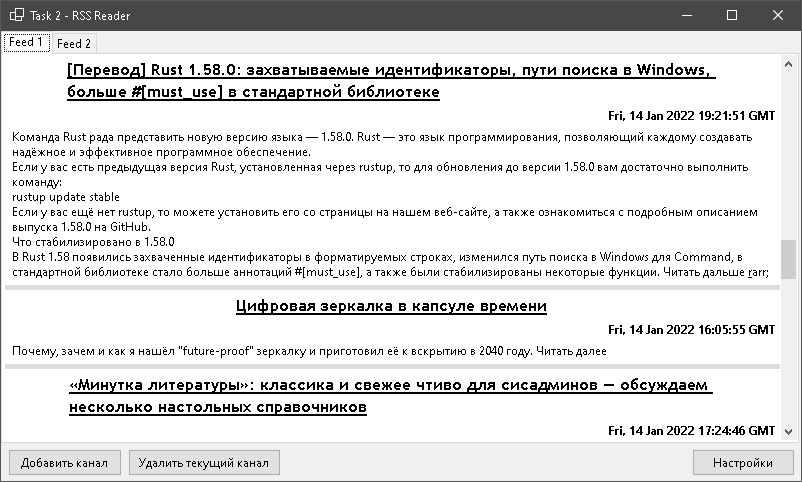 Task 2 - RSS Reader
Feed 1 Feed 2
[Перевод] Rust 1.58.0: захватываемые идентификаторы, пути поиска в Windows,
больше #[must_use] в стандартной библиотеке
Fri, 14 Jan 2022 19:21:51 GMT
Команда Rust рада представить новую версию языка — 1.58.0. Rust — это язык программирования, позволяющий каждому создавать
надёжное и эффективное программное обеспечение.
Если у вас есть предыдущая версия Rust, установленная через rustup, то для обновления до версии 1.58.0 вам достаточно выполнить
команду:
rustup update stable
Если у вас ещё нет rustup, то можете установить его со страницы на нашем веб-сайте, а также ознакомиться с подробным описанием
выпуска 1.58.0 на GitHub.
Что стабилизировано в 1.58.0
В Rust 1.58 появились захваченные идентификаторы в форматируемых строках, изменился путь поиска в Windows для Command, в
стандартной библиотеке стало больше аннотаций #[must_use], а также были стабилизированы некоторые функции. Читать дальше rarr;
Цифровая зеркалка в капсуле времени
Fri, 14 Jan 2022 16:05:55 GMT
Почему, зачем и как я нашёл "future-proof" зеркалку и приготовил её к вскрытию в 2040 году. Читать далее
«Минутка литературы»: классика и свежее чтиво для сисадминов — обсуждаем
несколько настольных справочников
Fri, 14 Jan 2022 17:24:46 GMT
Добавить канал Удалить текущий канал Настройки